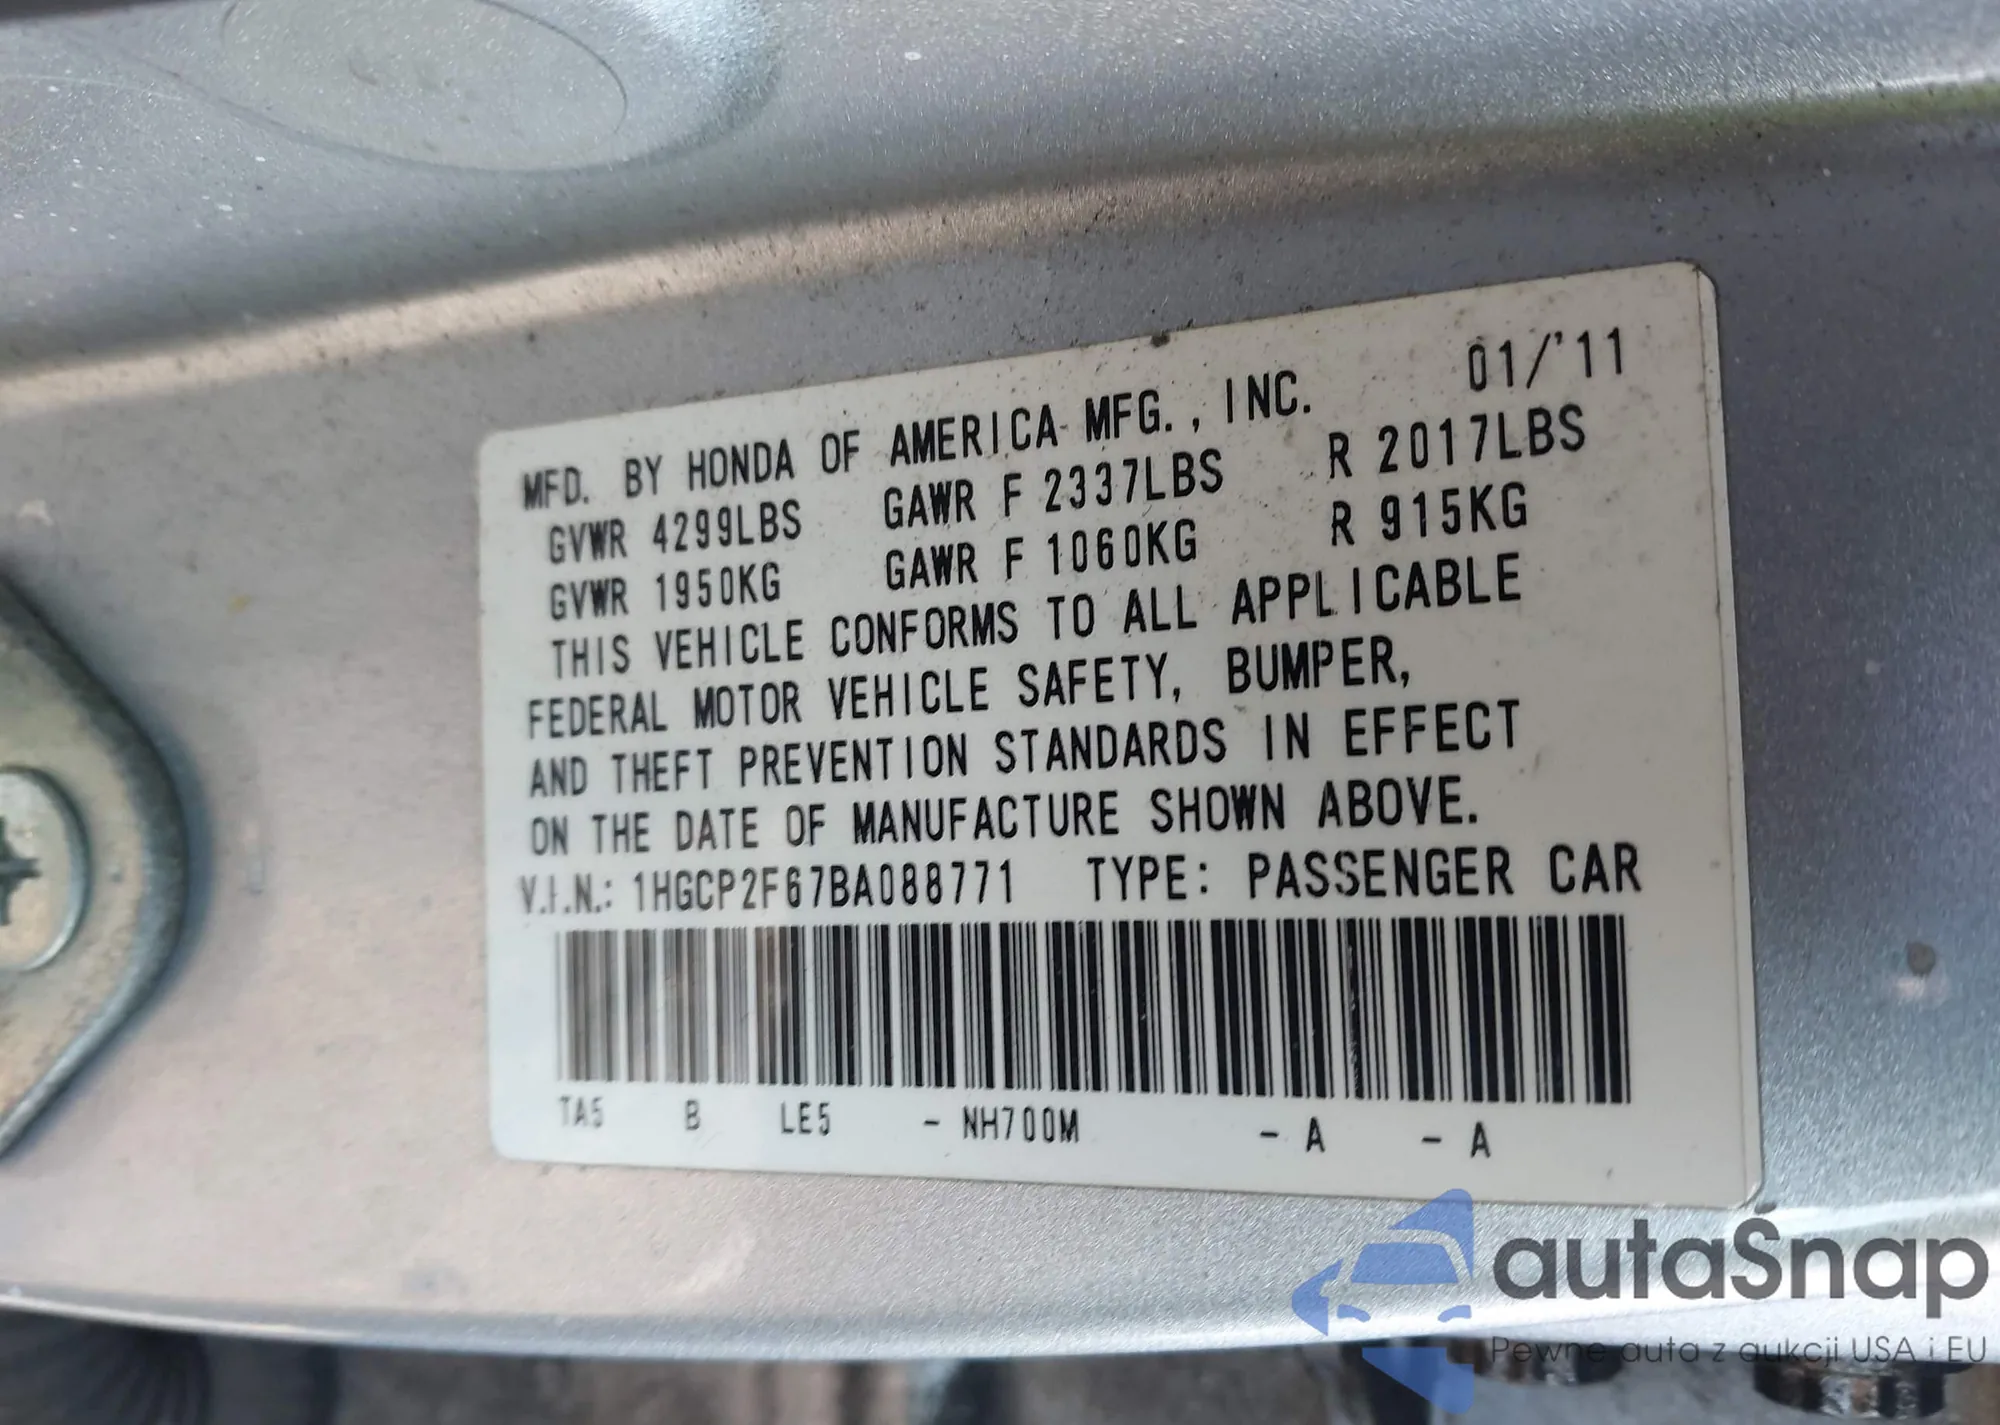 MFD. BY HONDA OF AMERICA MFG., INC. 01/'11
GVWR 4299LBS GAWR F 2337LBS R 2017LBS
GVWR 1950KG GAWR F 1060KG R 915KG
THIS VEHICLE CONFORMS TO ALL APPLICABLE
FEDERAL MOTOR VEHICLE SAFETY, BUMPER,
AND THEFT PREVENTION STANDARDS IN EFFECT
ON THE DATE OF MANUFACTURE SHOWN ABOVE.
V.I.N.: 1HGCP2F67BA088771 TYPE: PASSENGER CAR
TA5 B LE5 - NH700M - A - A
autaSnap
Pewne auta z aukcji USA i EU